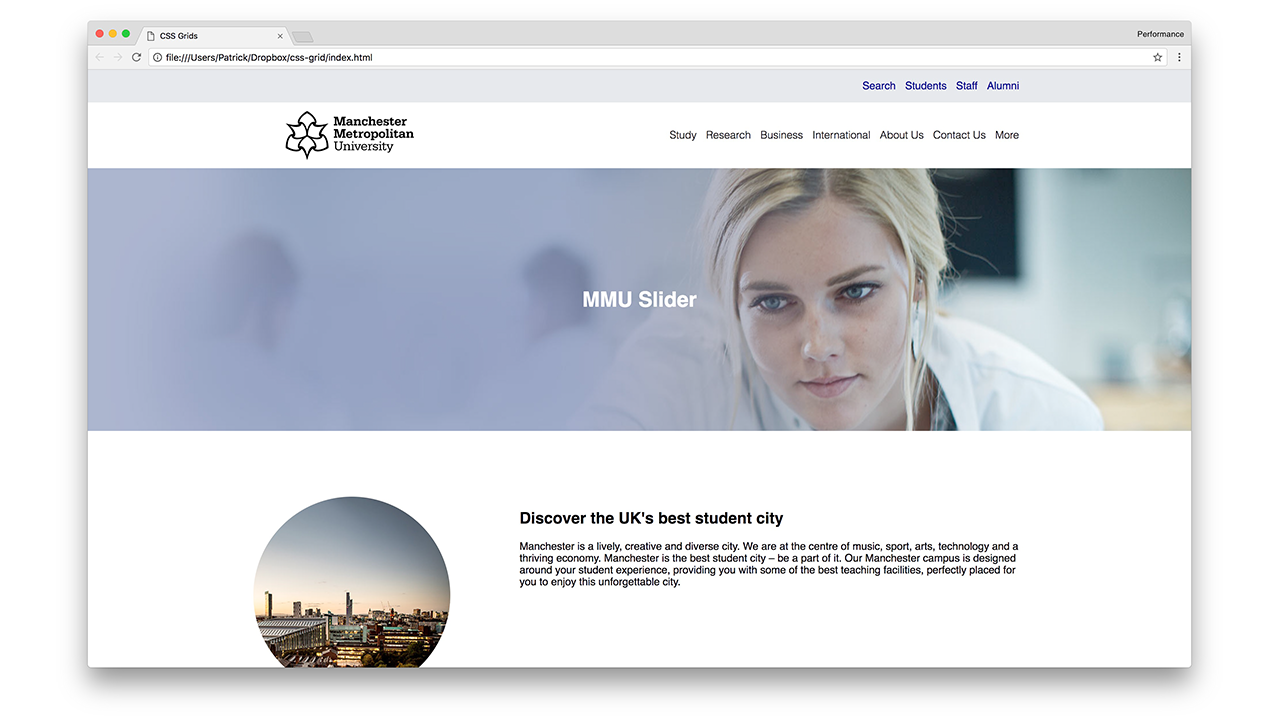 CSS Grids
Performance
file:///Users/Patrick/Dropbox/css-grid/index.html
Search Students Staff Alumni
Manchester
Metropolitan
University
Study Research Business International About Us Contact Us More
MMU Slider
Discover the UK's best student city
Manchester is a lively, creative and diverse city. We are at the centre of music, sport, arts, technology and a
thriving economy. Manchester is the best student city – be a part of it. Our Manchester campus is designed
around your student experience, providing you with some of the best teaching facilities, perfectly placed for
you to enjoy this unforgettable city.